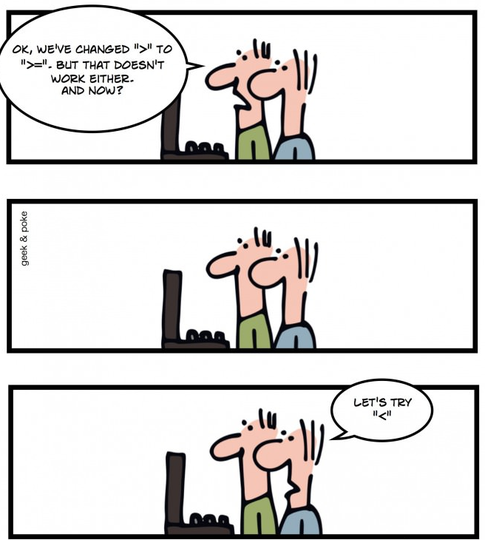 OK, WE'VE CHANGED ">" TO
">=". BUT THAT DOESN'T
WORK EITHER.
AND NOW?
geek & poke
LET'S TRY
"<"